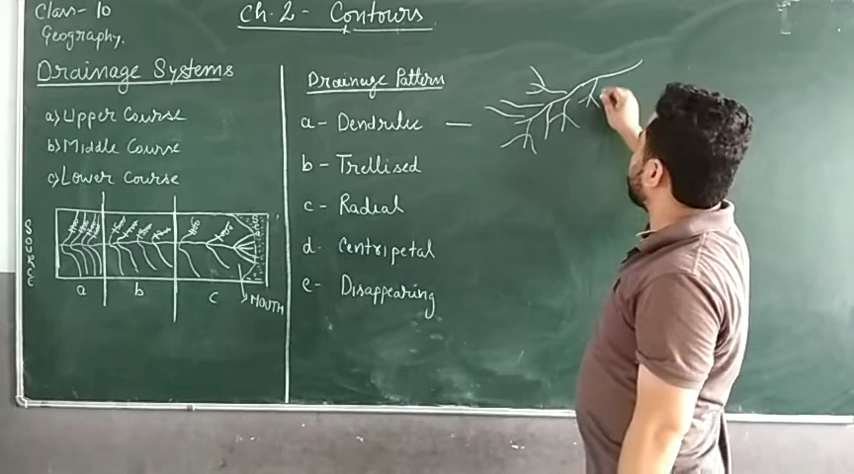 Class- 10
Geography.
Ch. 2 - Contours
Drainage Systems
a) Upper Course
b) Middle Course
c) Lower Course
SOURCE
a
b
c
MOUTH
Drainage Pattern
a - Dendritic —
b - Trellised
c - Radial
d - Centripetal
e - Disappearing